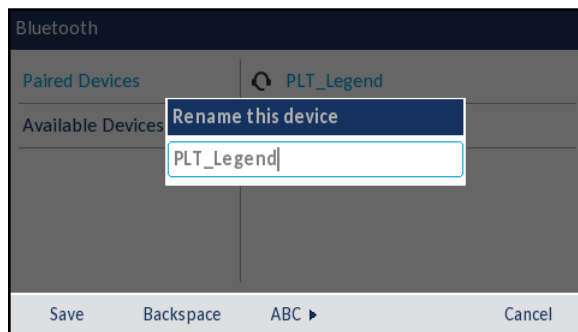 Bluetooth
Paired Devices
PLT_Legend
Available Devices
Rename this device
PLT_Legend
Save Backspace ABC ▸ Cancel